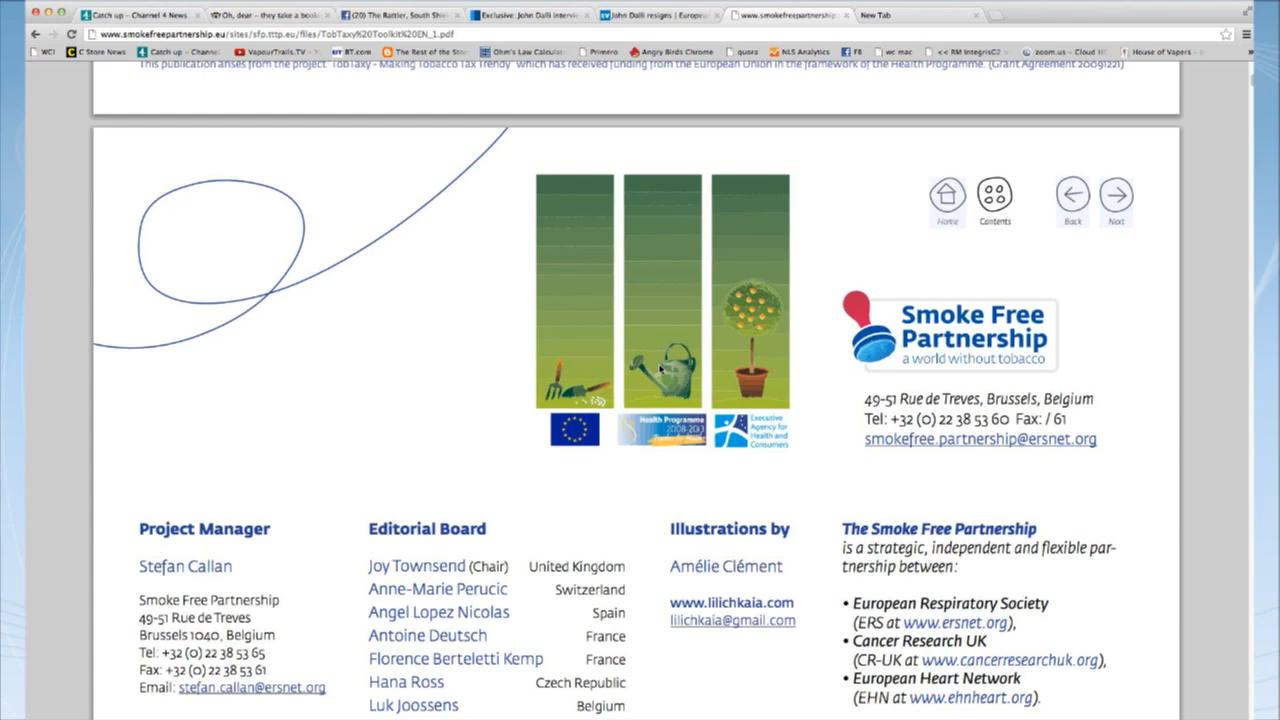 Catch up – Channel 4 News
Oh, dear – they take a book
(20) The Rattler, South Shie
Exclusive: John Dalli intervie
John Dalli resigns | Europea
www.smokefreepartnership.
New Tab
www.smokefreepartnership.eu/sites/sfp.tttp.eu/files/TobTaxy%20Toolkit%20EN_1.pdf
WCI
C Store News
Catch up – Channel
VapourTrails.TV –
BT.com
The Rest of the Stor
Ohm's Law Calculat
Primero
Angry Birds Chrome
quora
NLS Analytics
FB
wc mac
<< RM IntegrisG2
zoom.us – Cloud H
House of Vapers
This publication arises from the project 'TobTaxy - Making Tobacco Tax Trendy' which has received funding from the European Union in the framework of the Health Programme. (Grant Agreement 20091221)
Home
Contents
Back
Next
Smoke Free
Partnership
a world without tobacco
49-51 Rue de Treves, Brussels, Belgium
Tel: +32 (0) 22 38 53 60 Fax: / 61
smokefree.partnership@ersnet.org
Health Programme
2008-2013
Executive
Agency for
Health and
Consumers
Project Manager
Stefan Callan
Smoke Free Partnership
49-51 Rue de Treves
Brussels 1040, Belgium
Tel: +32 (0) 22 38 53 65
Fax: +32 (0) 22 38 53 61
Email: stefan.callan@ersnet.org
Editorial Board
Joy Townsend (Chair) United Kingdom
Anne-Marie Perucic Switzerland
Angel Lopez Nicolas Spain
Antoine Deutsch France
Florence Berteletti Kemp France
Hana Ross Czech Republic
Luk Joossens Belgium
Illustrations by
Amélie Clément
www.lilichkaia.com
lilichkaia@gmail.com
The Smoke Free Partnership
is a strategic, independent and flexible par-
tnership between:
• European Respiratory Society
(ERS at www.ersnet.org),
• Cancer Research UK
(CR-UK at www.cancerresearchuk.org),
• European Heart Network
(EHN at www.ehnheart.org).